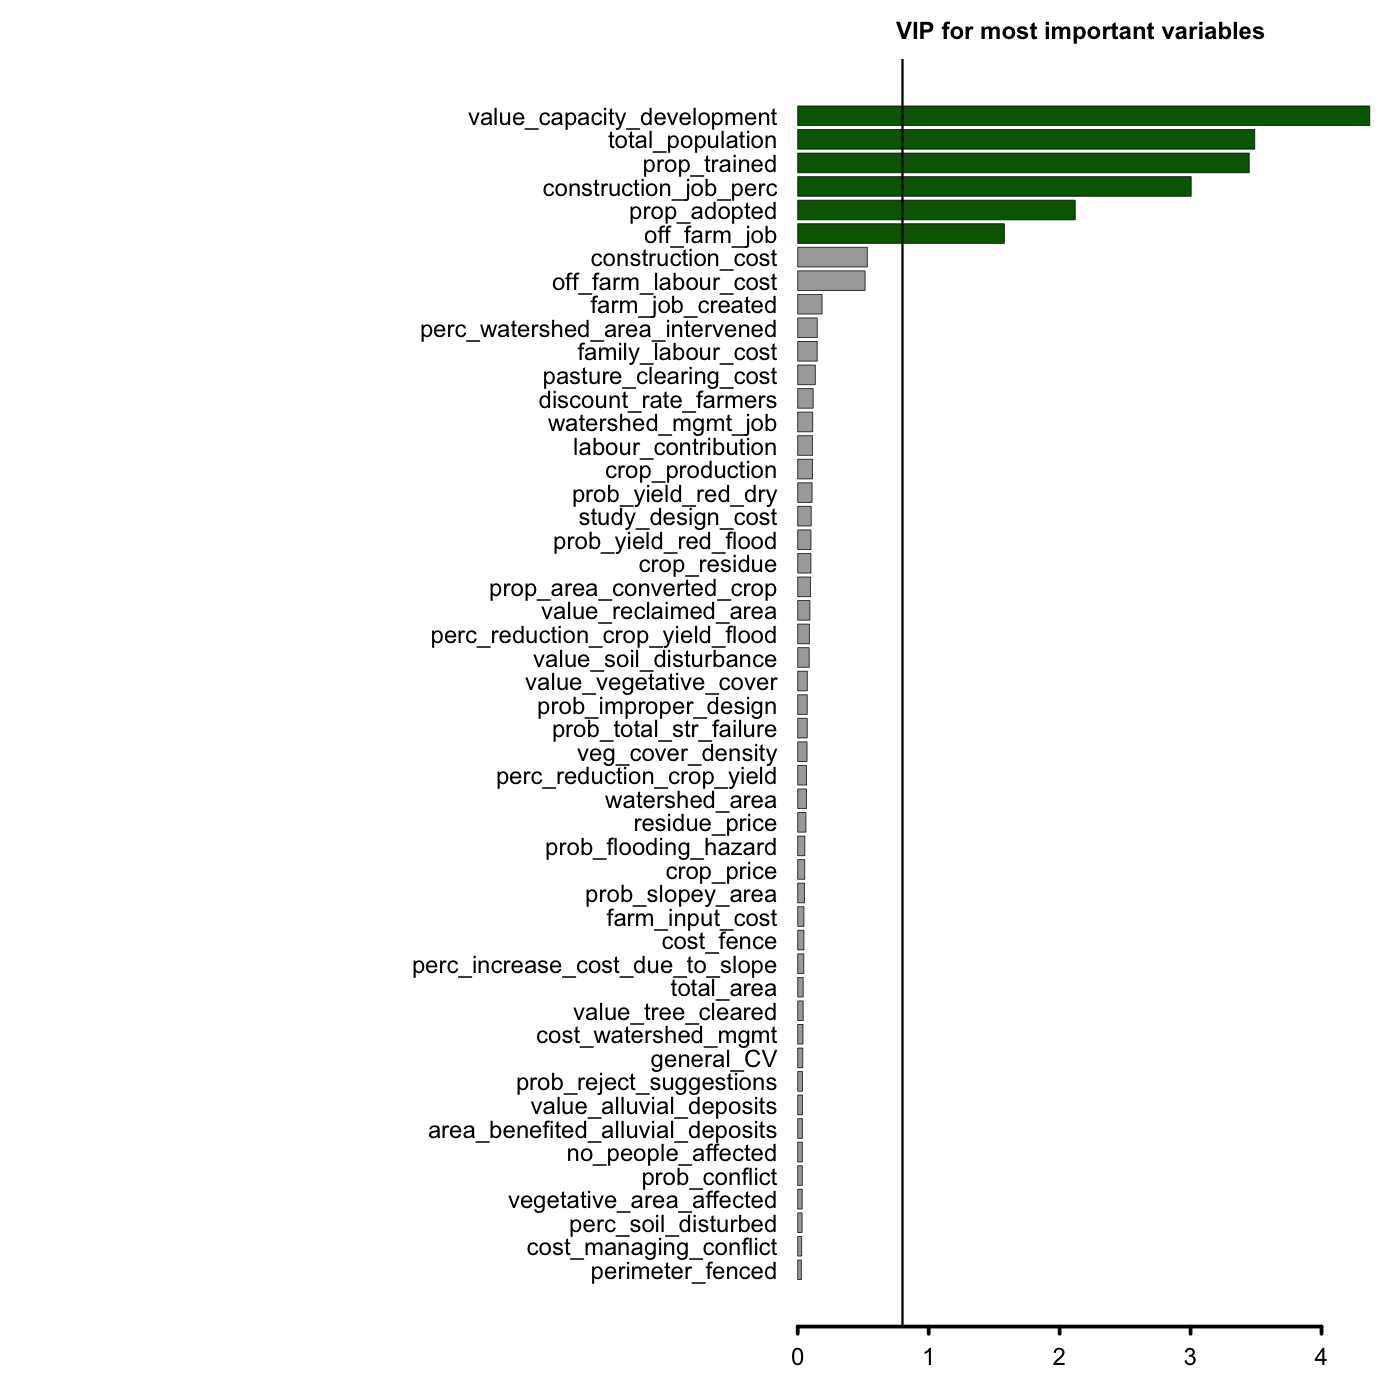 VIP for most important variables
value_capacity_development
total_population
prop_trained
construction_job_perc
prop_adopted
off_farm_job
construction_cost
off_farm_labour_cost
farm_job_created
perc_watershed_area_intervened
family_labour_cost
pasture_clearing_cost
discount_rate_farmers
watershed_mgmt_job
labour_contribution
crop_production
prob_yield_red_dry
study_design_cost
prob_yield_red_flood
crop_residue
prop_area_converted_crop
value_reclaimed_area
perc_reduction_crop_yield_flood
value_soil_disturbance
value_vegetative_cover
prob_improper_design
prob_total_str_failure
veg_cover_density
perc_reduction_crop_yield
watershed_area
residue_price
prob_flooding_hazard
crop_price
prob_slopey_area
farm_input_cost
cost_fence
perc_increase_cost_due_to_slope
total_area
value_tree_cleared
cost_watershed_mgmt
general_CV
prob_reject_suggestions
value_alluvial_deposits
area_benefited_alluvial_deposits
no_people_affected
prob_conflict
vegetative_area_affected
perc_soil_disturbed
cost_managing_conflict
perimeter_fenced
0 1 2 3 4